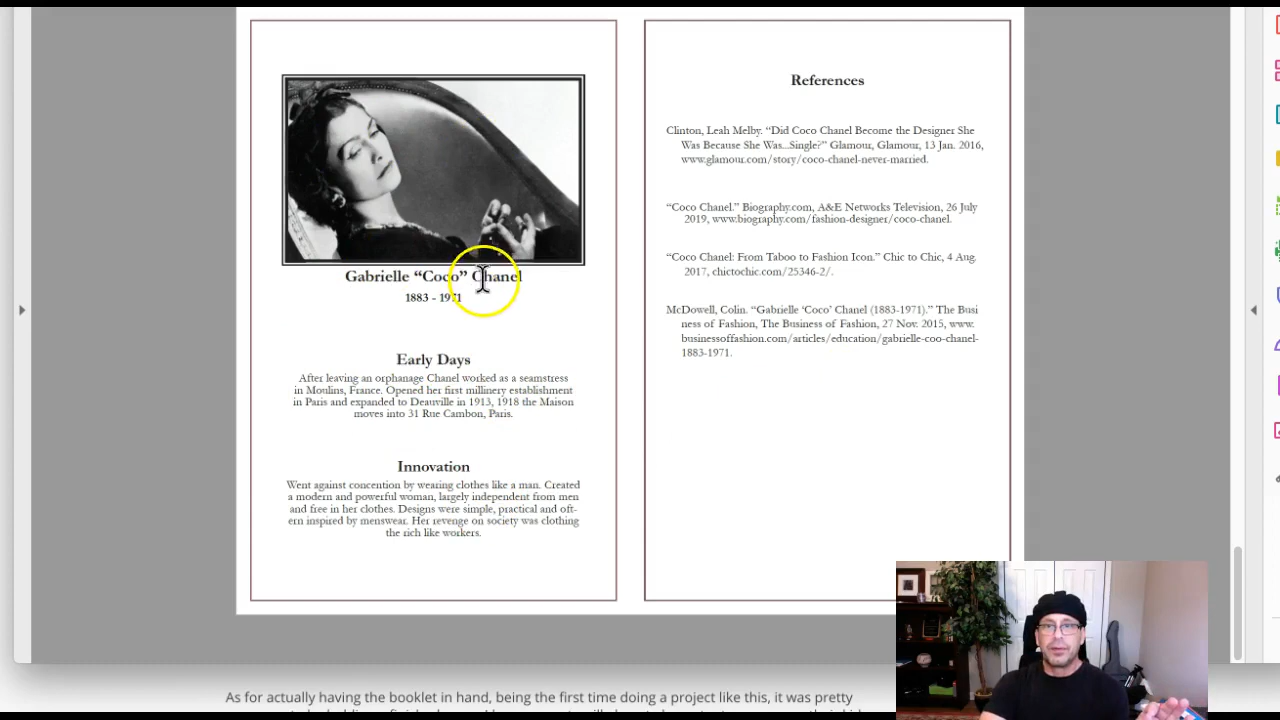 Gabrielle “Coco” Chanel
1883 - 1971
Early Days
After leaving an orphanage Chanel worked as a seamstress
in Moulins, France. Opened her first millinery establishment
in Paris and expanded to Deauville in 1913, 1918 the Maison
moves into 31 Rue Cambon, Paris.
Innovation
Went against concention by wearing clothes like a man. Created
a modern and powerful woman, largely independent from men
and free in her clothes. Designs were simple, practical and oft-
ern inspired by menswear. Her revenge on society was clothing
the rich like workers.
References
Clinton, Leah Melby. “Did Coco Chanel Become the Designer She
Was Because She Was...Single?” Glamour, Glamour, 13 Jan. 2016,
www.glamour.com/story/coco-chanel-never-married.
“Coco Chanel.” Biography.com, A&E Networks Television, 26 July
2019, www.biography.com/fashion-designer/coco-chanel.
“Coco Chanel: From Taboo to Fashion Icon.” Chic to Chic, 4 Aug.
2017, chictochic.com/25346-2/.
McDowell, Colin. “Gabrielle ‘Coco’ Chanel (1883-1971).” The Busi
ness of Fashion, The Business of Fashion, 27 Nov. 2015, www.
businessoffashion.com/articles/education/gabrielle-coo-chanel-
1883-1971.
As for actually having the booklet in hand, being the first time doing a project like this, it was pretty